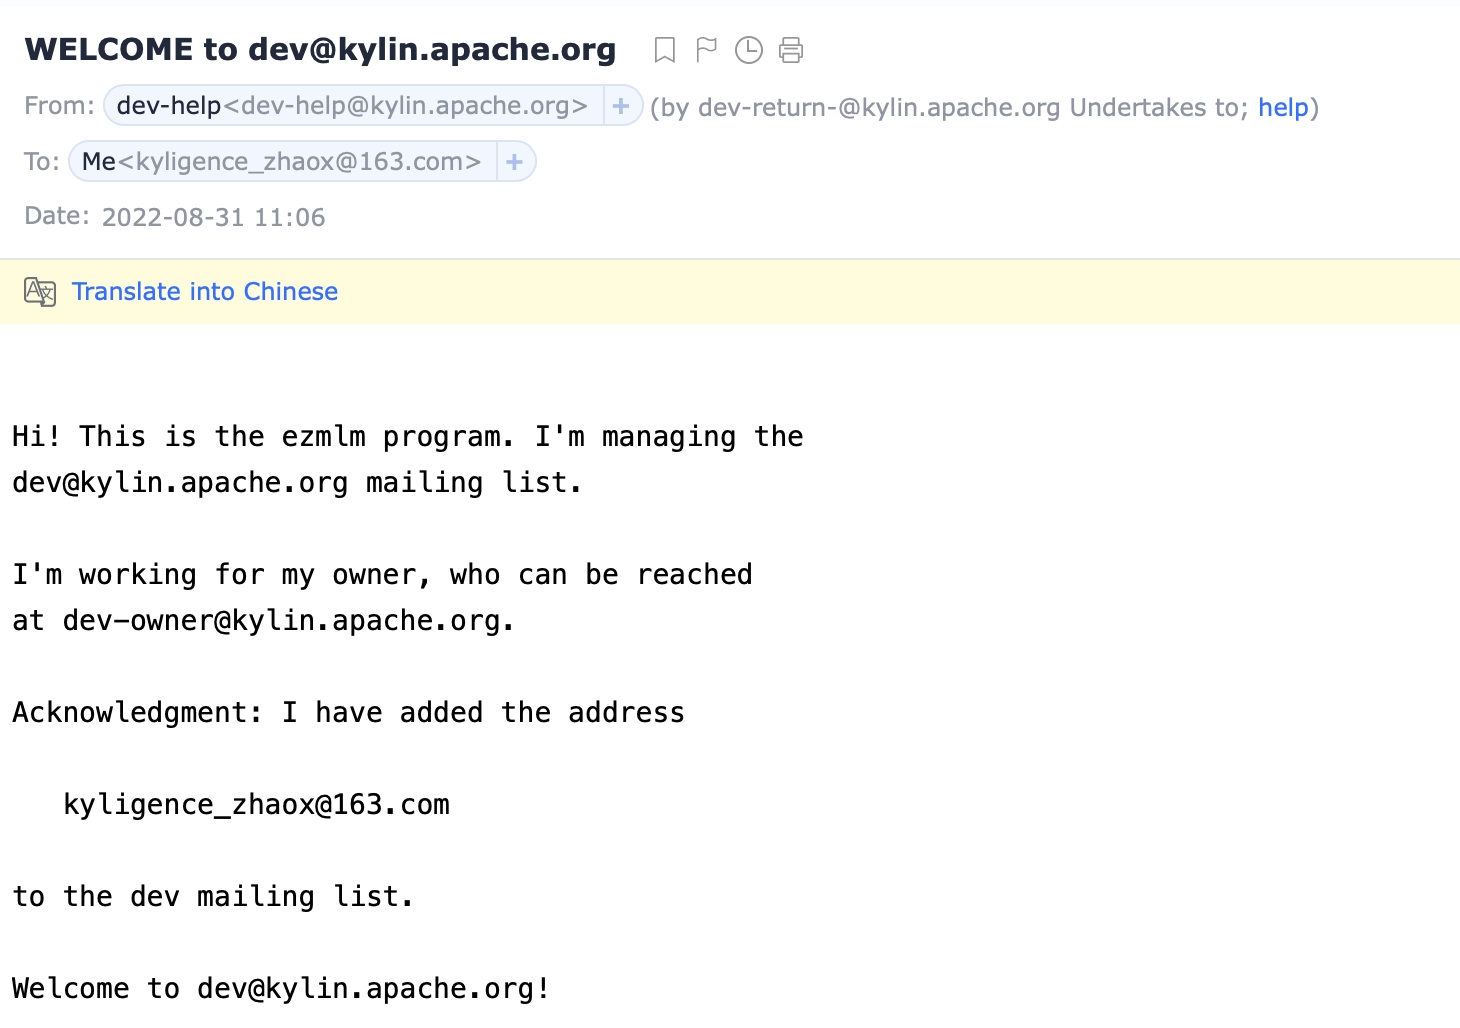 WELCOME to dev@kylin.apache.org
From: dev-help<dev-help@kylin.apache.org> + (by dev-return-@kylin.apache.org Undertakes to; help)
To: Me<kyligence_zhaox@163.com> +
Date: 2022-08-31 11:06
Translate into Chinese
Hi! This is the ezmlm program. I'm managing the
dev@kylin.apache.org mailing list.
I'm working for my owner, who can be reached
at dev-owner@kylin.apache.org.
Acknowledgment: I have added the address
kyligence_zhaox@163.com
to the dev mailing list.
Welcome to dev@kylin.apache.org!